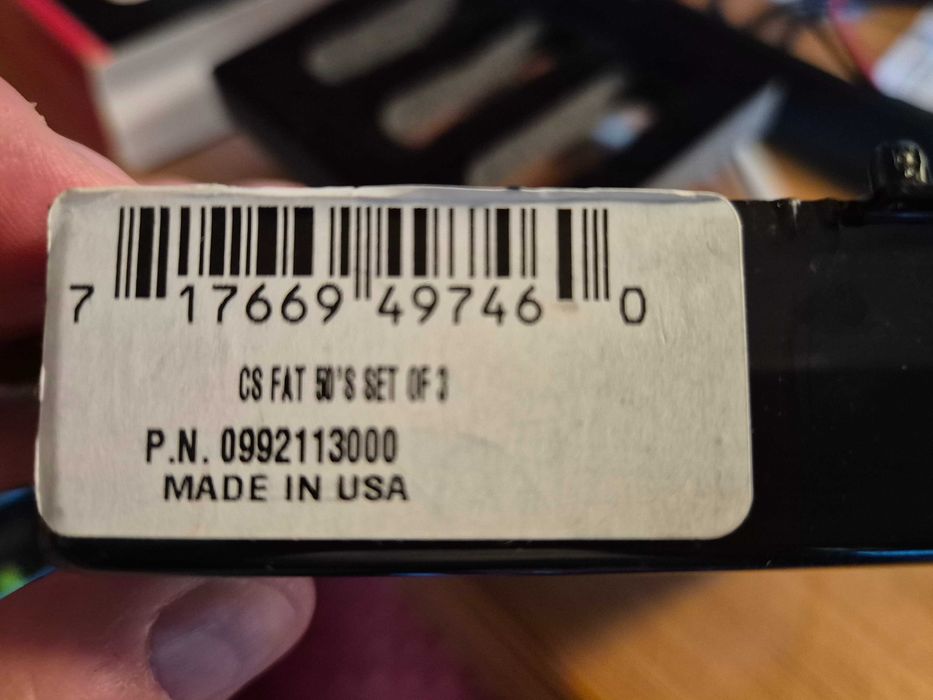 7 17669 49746 0
CS FAT 50'S SET OF 3
P.N. 0992113000
MADE IN USA